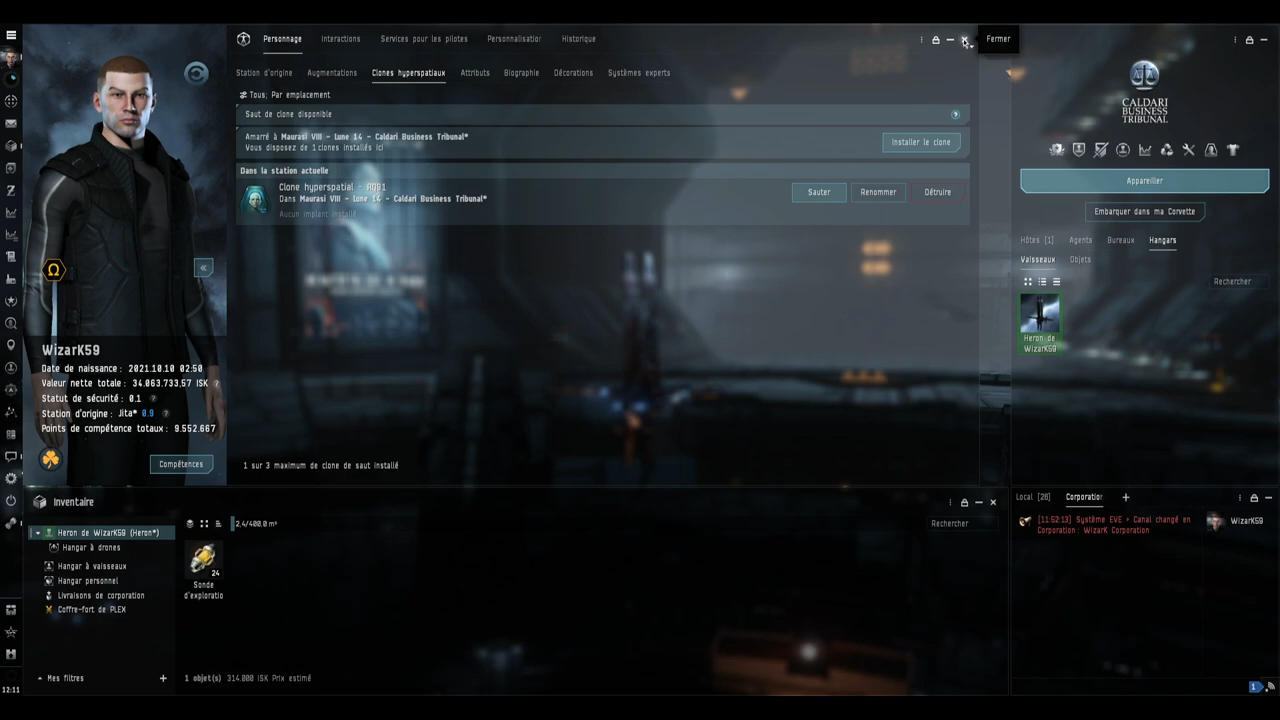 Personnage
Interactions
Services pour les pilotes
Personnalisation
Historique
Fermer
Station d'origine
Augmentations
Clones hyperspatiaux
Attributs
Biographie
Décorations
Systèmes experts
Tous; Par emplacement
Saut de clone disponible
Amarré à Maurasi VIII - Lune 14 - Caldari Business Tribunal*
Vous disposez de 1 clones installés ici
Installer le clone
Dans la station actuelle
Clone hyperspatial -
Dans Maurasi VIII - Lune 14 - Caldari Business Tribunal*
Aucun implant installé
Sauter
Renommer
Détruire
1 sur 3 maximum de clone de saut installé
WizarK59
Date de naissance : 2021.10.10 02:50
Valeur nette totale : 34.063.733,57 ISK ?
Statut de sécurité : 0.1 ?
Station d'origine : Jita* 0.9 ?
Points de compétence totaux : 9.552.667
Compétences
CALDARI
BUSINESS
TRIBUNAL
Appareiller
Embarquer dans ma Corvette
Hôtes [1]
Agents
Bureaux
Hangars
Vaisseaux
Objets
Rechercher
Heron de
WizarK59
Inventaire
Heron de WizarK59 (Heron*)
Hangar à drones
Hangar à vaisseaux
Hangar personnel
Livraisons de corporation
Coffre-fort de PLEX
Mes filtres
+
2,4/400,0 m³
Rechercher
24
Sonde
d'exploratio
1 objet(s) 314.000 ISK Prix estimé
Local [26]
Corporation
+
[11:52:13] Système EVE > Canal changé en
Corporation : WizarK Corporation
WizarK59
12:11
1